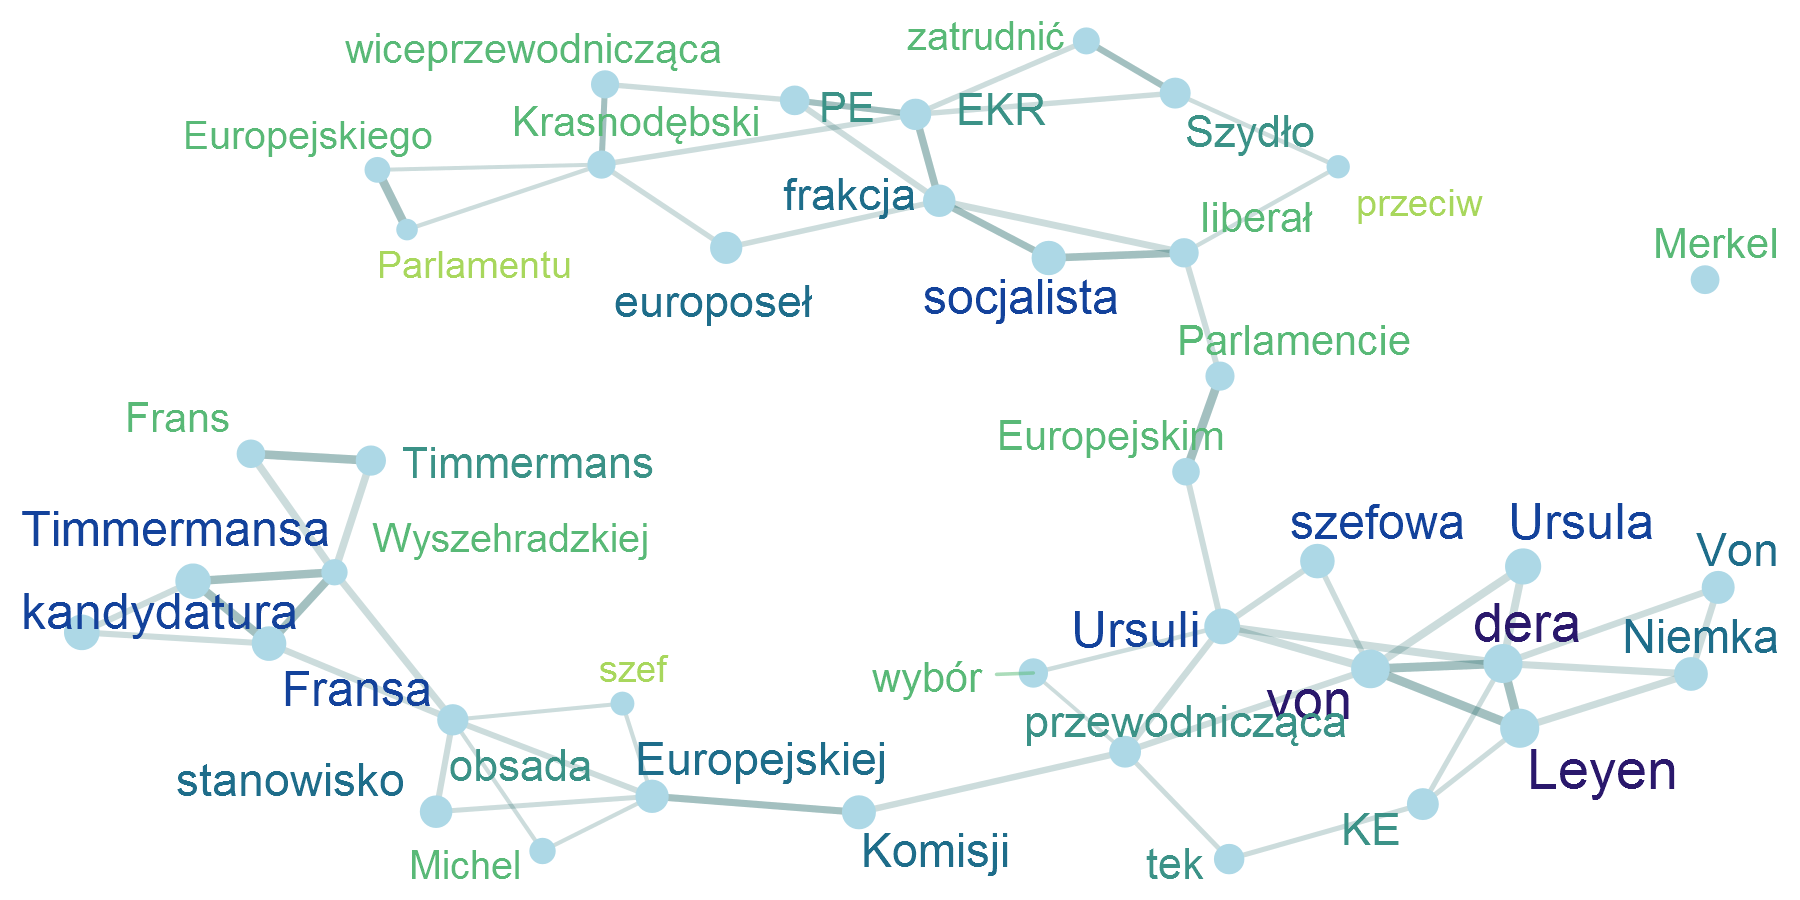 zatrudnić
wiceprzewodnicząca
PE
EKR
Krasnodębski
Europejskiego
Szydło
frakcja
przeciw
liberał
Merkel
Parlamentu
socjalista
europoseł
Parlamencie
Frans
Europejskim
Timmermans
szefowa
Ursula
Timmermansa
Wyszehradzkiej
Von
kandydatura
dera
Ursuli
Niemka
szef
wybór
Fransa
von
przewodnicząca
Europejskiej
obsada
stanowisko
Leyen
KE
Komisji
Michel
tek